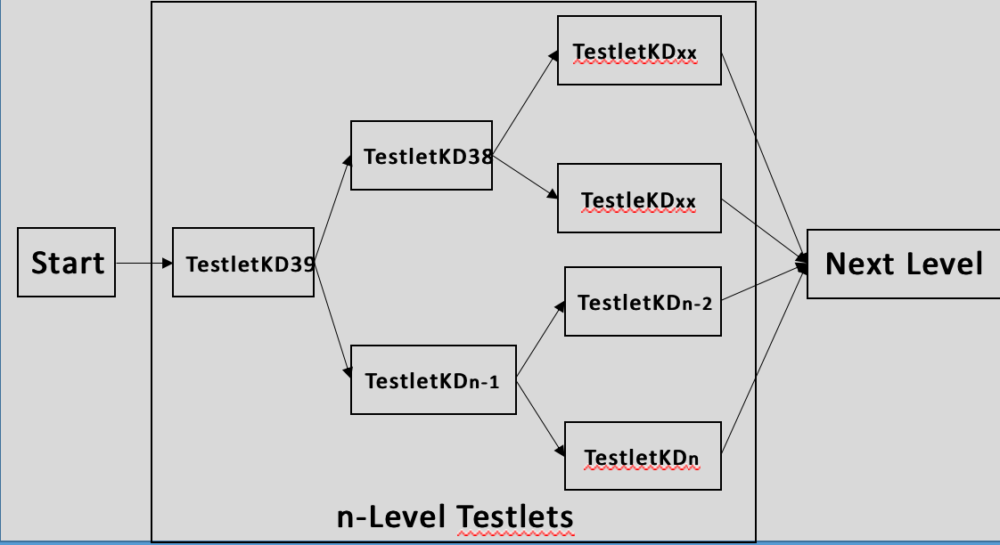 TestletKDxx
TestletKD38
TestleKDxx
Start
TestletKD39
Next Level
TestletKDn-2
TestletKDn-1
TestletKDn
n-Level Testlets